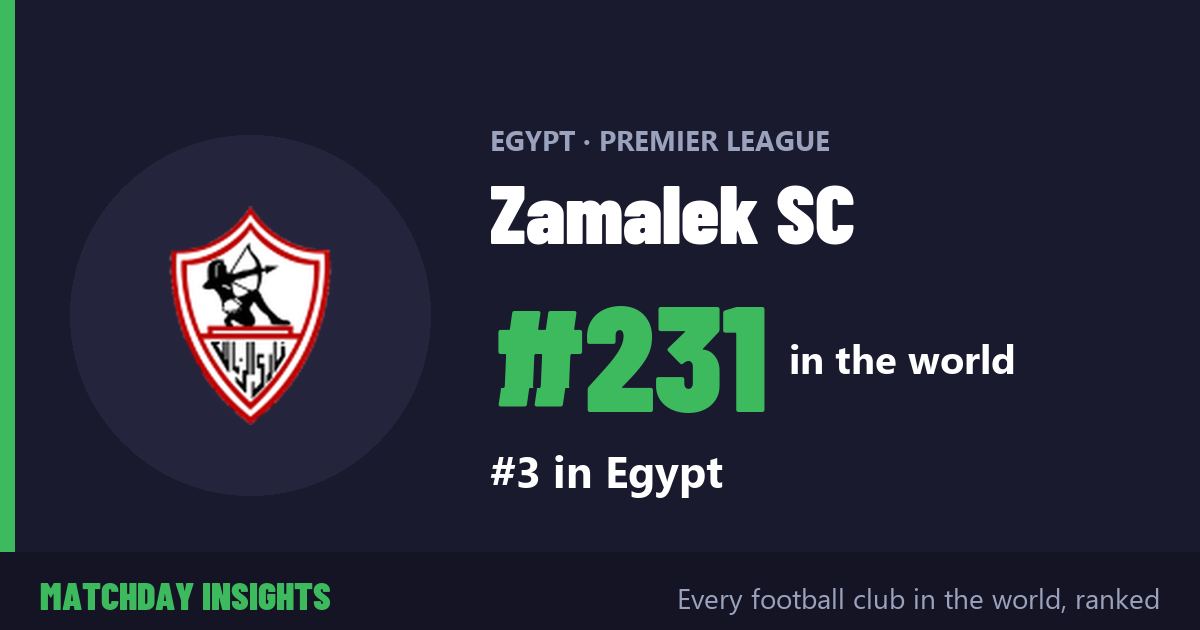 EGYPT · PREMIER LEAGUE
Zamalek SC
#231 in the world
#3 in Egypt
MATCHDAY INSIGHTS
Every football club in the world, ranked